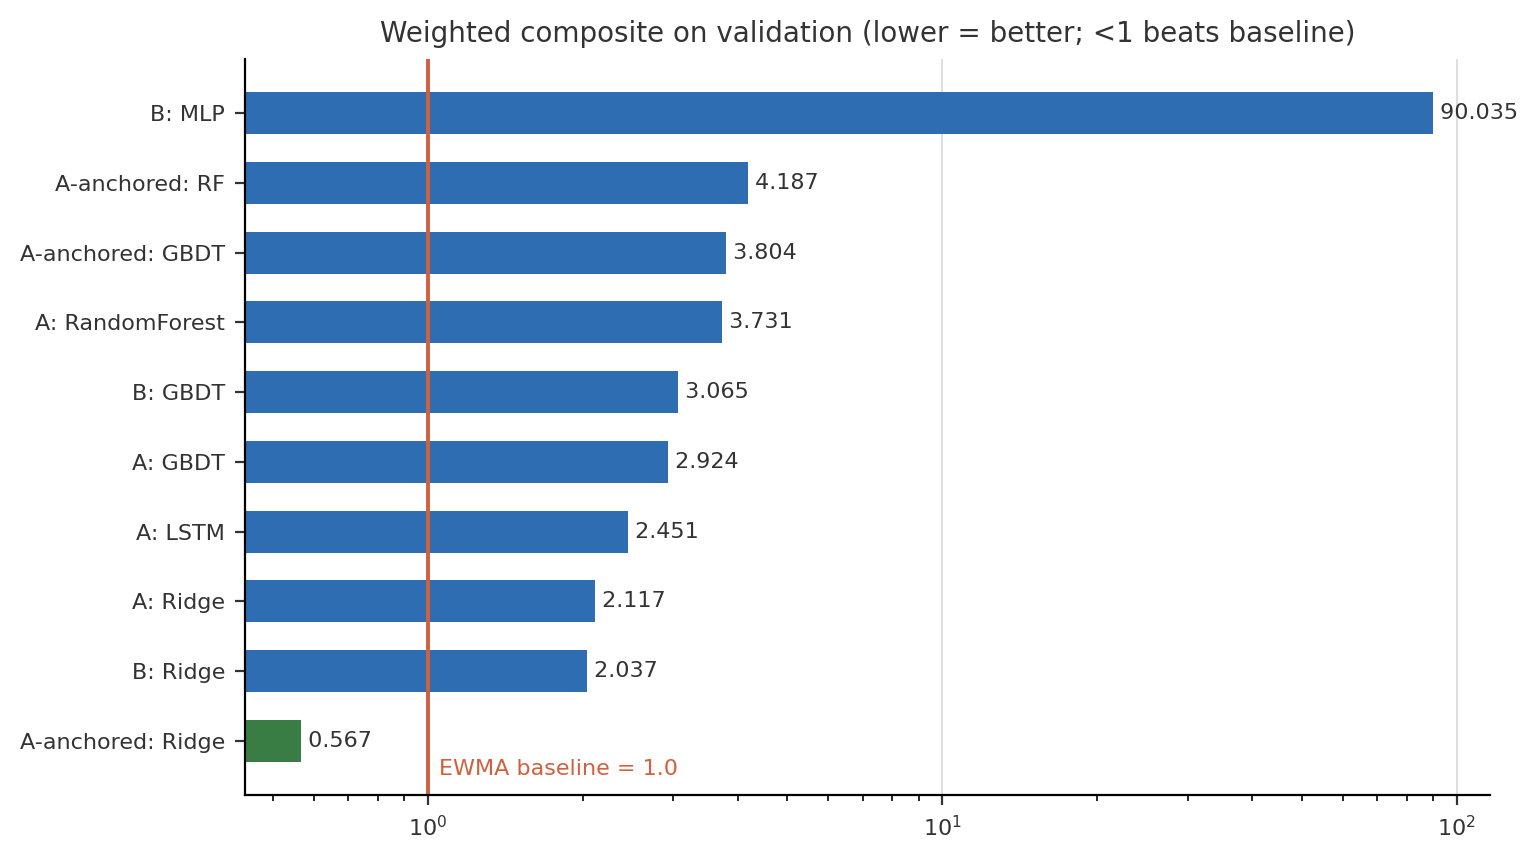 Weighted composite on validation (lower = better; <1 beats baseline)
B: MLP 90.035
A-anchored: RF 4.187
A-anchored: GBDT 3.804
A: RandomForest 3.731
B: GBDT 3.065
A: GBDT 2.924
A: LSTM 2.451
A: Ridge 2.117
B: Ridge 2.037
A-anchored: Ridge 0.567
EWMA baseline = 1.0
10⁰ 10¹ 10²